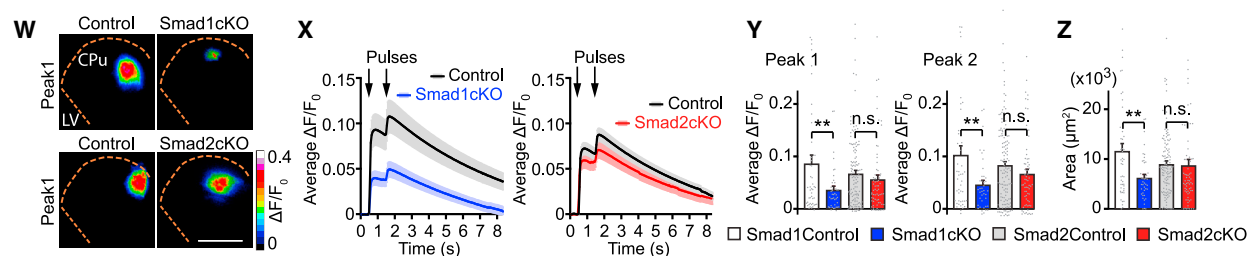 W
Control
Smad1cKO
Peak1
CPu
LV
Control
Smad2cKO
Peak1
0.4
0
ΔF/F0
X
Pulses
Control
Smad1cKO
Average ΔF/F0
0.15
0.10
0.05
0
0 1 2 3 4 5 6 7 8
Time (s)
Pulses
Control
Smad2cKO
Average ΔF/F0
0.15
0.10
0.05
0
0 1 2 3 4 5 6 7 8
Time (s)
Y
Peak 1
Average ΔF/F0
0.2
0.1
0
**
n.s.
Peak 2
Average ΔF/F0
0.2
0.1
0
**
n.s.
Z
(x10³)
Area (μm²)
20
10
0
**
n.s.
Smad1Control Smad1cKO Smad2Control Smad2cKO